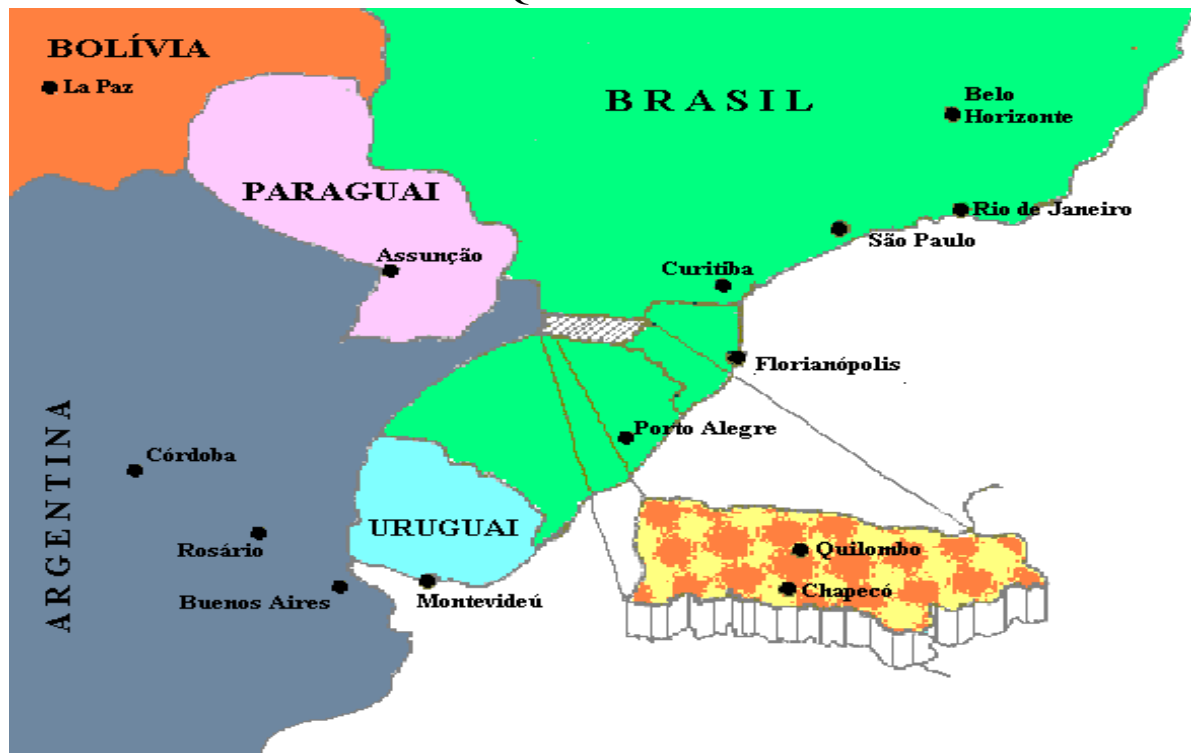 BOLÍVIA
La Paz
BRASIL
Belo
Horizonte
PARAGUAI
Rio de Janeiro
São Paulo
Assunção
Curitiba
Florianópolis
Porto Alegre
ARGENTINA
Córdoba
URUGUAI
Rosário
Quilombo
Buenos Aires
Montevideú
Chapecó